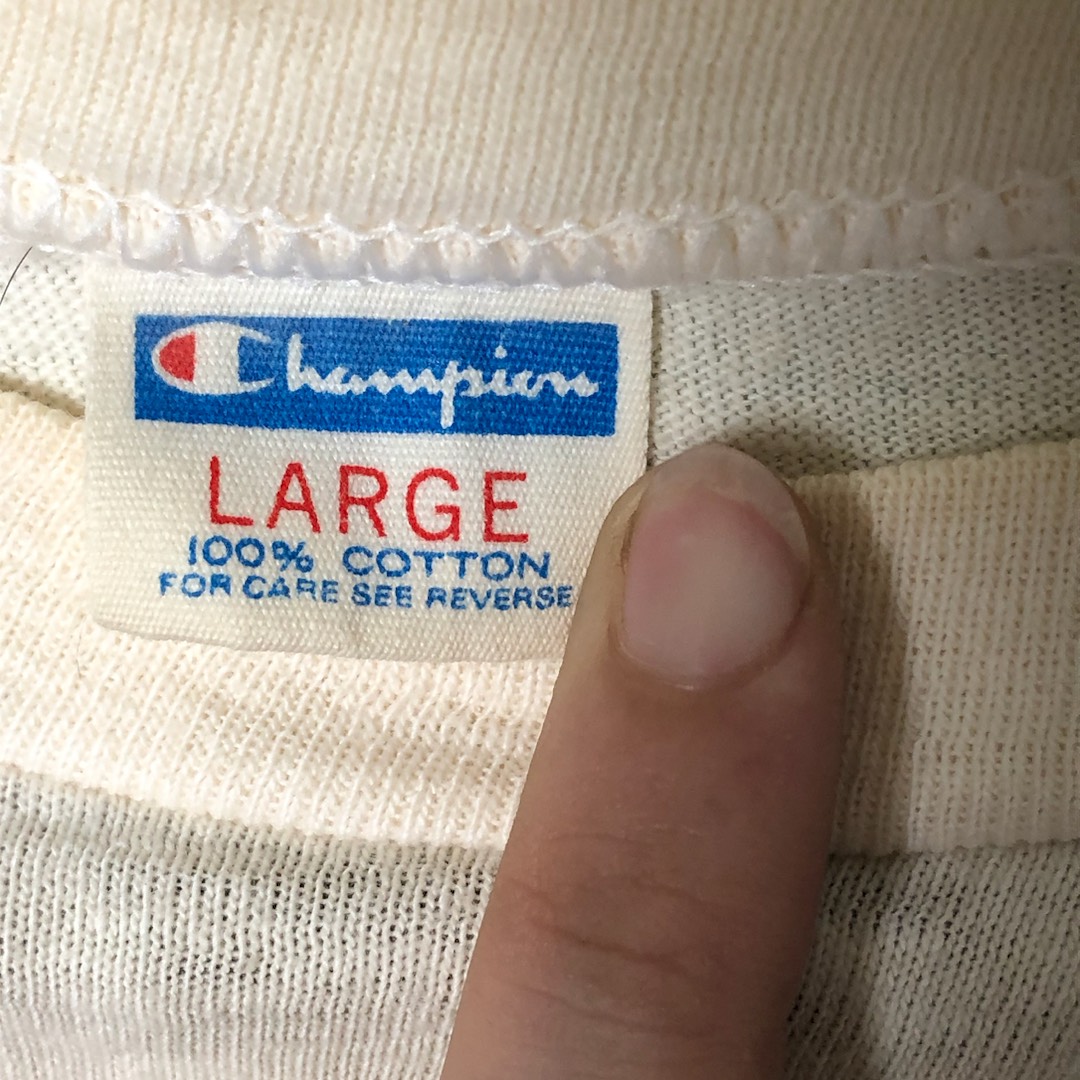 Champion
LARGE
100% COTTON
FOR CARE SEE REVERSE